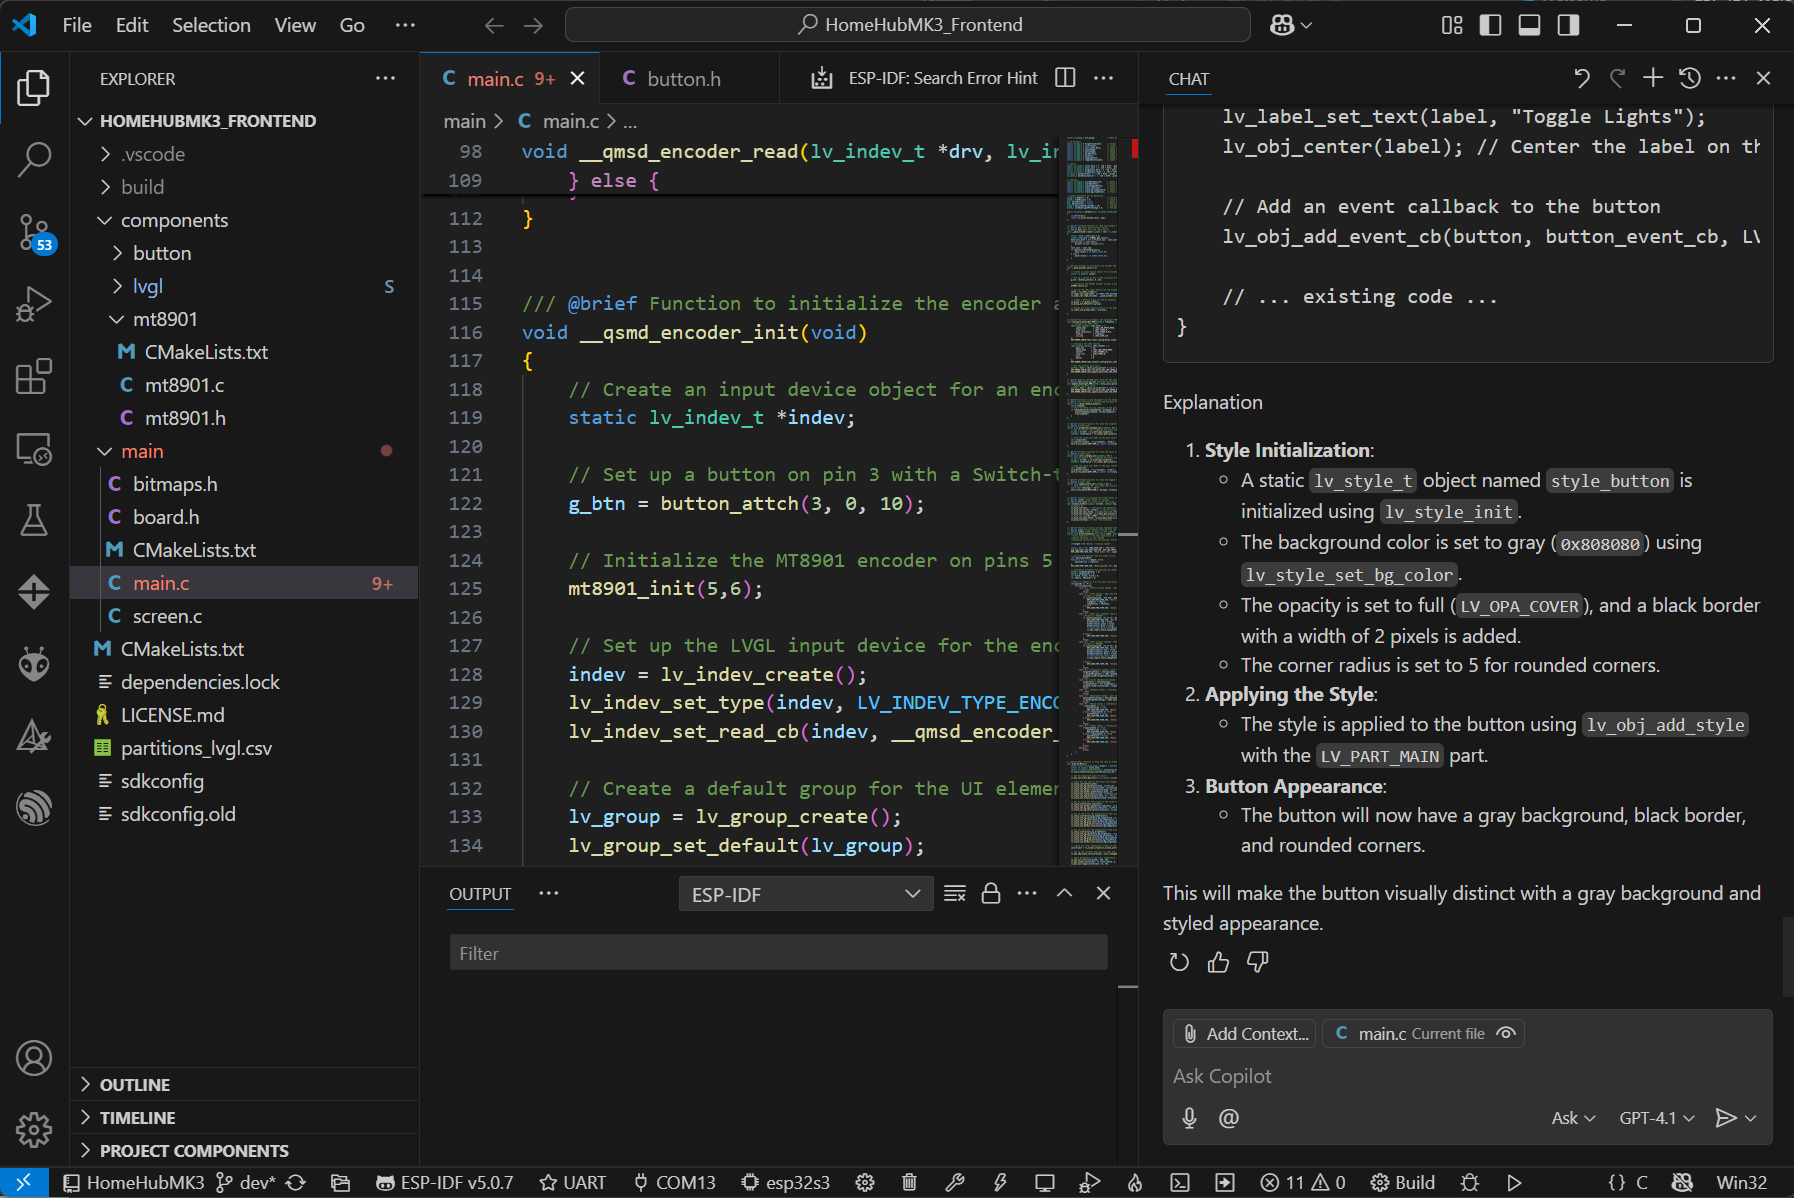 File Edit Selection View Go ··· HomeHubMK3_Frontend
EXPLORER ···
HOMEHUBMK3_FRONTEND
.vscode
build
components
button
lvgl S
mt8901
M CMakeLists.txt
C mt8901.c
C mt8901.h
main
C bitmaps.h
C board.h
M CMakeLists.txt
C main.c 9+
C screen.c
M CMakeLists.txt
dependencies.lock
LICENSE.md
partitions_lvgl.csv
sdkconfig
sdkconfig.old
OUTLINE
TIMELINE
PROJECT COMPONENTS
53
C main.c 9+ C button.h ESP-IDF: Search Error Hint ···
main > C main.c > ...
98 void __qmsd_encoder_read(lv_indev_t *drv, lv_in
109 } else {
112 }
113
114
115 /// @brief Function to initialize the encoder a
116 void __qsmd_encoder_init(void)
117 {
118 // Create an input device object for an enc
119 static lv_indev_t *indev;
120
121 // Set up a button on pin 3 with a Switch-t
122 g_btn = button_attch(3, 0, 10);
123
124 // Initialize the MT8901 encoder on pins 5
125 mt8901_init(5,6);
126
127 // Set up the LVGL input device for the enc
128 indev = lv_indev_create();
129 lv_indev_set_type(indev, LV_INDEV_TYPE_ENCO
130 lv_indev_set_read_cb(indev, __qmsd_encoder_
131
132 // Create a default group for the UI elemen
133 lv_group = lv_group_create();
134 lv_group_set_default(lv_group);
OUTPUT ··· ESP-IDF ···
Filter
CHAT ···
lv_label_set_text(label, "Toggle Lights");
lv_obj_center(label); // Center the label on th
// Add an event callback to the button
lv_obj_add_event_cb(button, button_event_cb, LV
// ... existing code ...
}
Explanation
1. Style Initialization:
A static lv_style_t object named style_button is
initialized using lv_style_init.
The background color is set to gray (0x808080) using
lv_style_set_bg_color.
The opacity is set to full (LV_OPA_COVER), and a black border
with a width of 2 pixels is added.
The corner radius is set to 5 for rounded corners.
2. Applying the Style:
The style is applied to the button using lv_obj_add_style
with the LV_PART_MAIN part.
3. Button Appearance:
The button will now have a gray background, black border,
and rounded corners.
This will make the button visually distinct with a gray background and
styled appearance.
Add Context... C main.c Current file
Ask Copilot
@ Ask GPT-4.1
HomeHubMK3 dev* ESP-IDF v5.0.7 UART COM13 esp32s3 11 0 Build {} C Win32